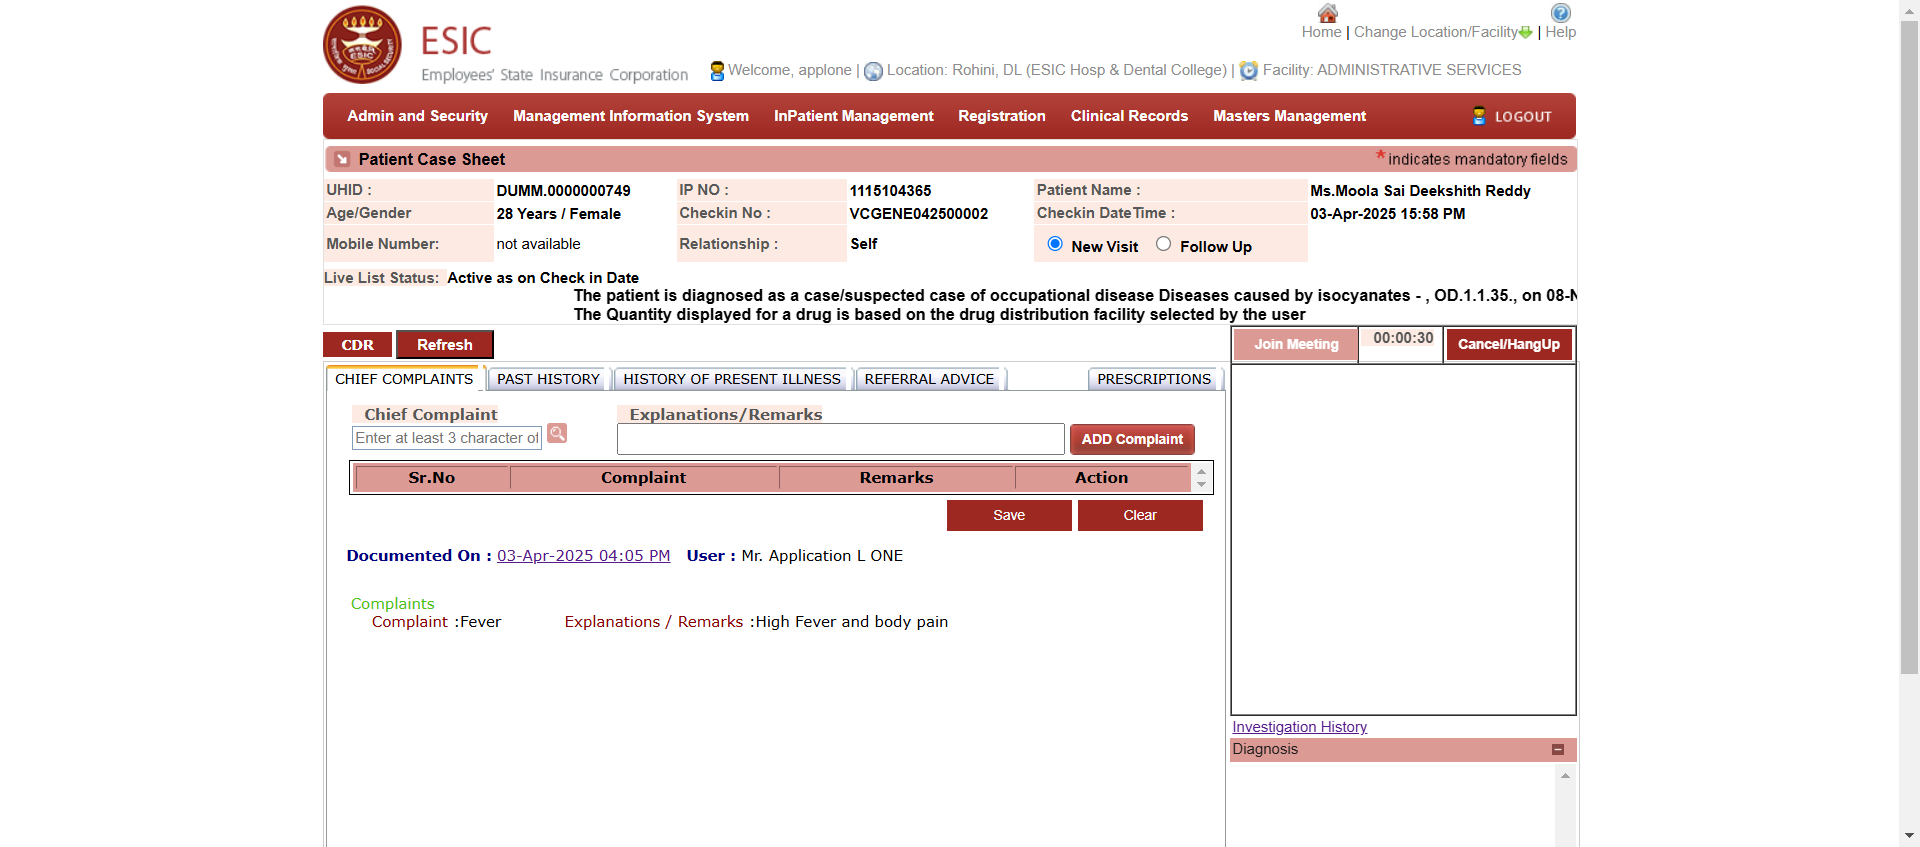 Home | Change Location/Facility | Help
ESIC
Employees' State Insurance Corporation
Welcome, applone | Location: Rohini, DL (ESIC Hosp & Dental College) | Facility: ADMINISTRATIVE SERVICES
Admin and Security Management Information System InPatient Management Registration Clinical Records Masters Management LOGOUT
Patient Case Sheet * indicates mandatory fields
UHID : DUMM.0000000749 IP NO : 1115104365 Patient Name : Ms.Moola Sai Deekshith Reddy
Age/Gender 28 Years / Female Checkin No : VCGENE042500002 Checkin DateTime : 03-Apr-2025 15:58 PM
Mobile Number: not available Relationship : Self New Visit Follow Up
Live List Status: Active as on Check in Date
The patient is diagnosed as a case/suspected case of occupational disease Diseases caused by isocyanates - , OD.1.1.35., on 08-N
The Quantity displayed for a drug is based on the drug distribution facility selected by the user
CDR Refresh Join Meeting 00:00:30 Cancel/HangUp
CHIEF COMPLAINTS PAST HISTORY HISTORY OF PRESENT ILLNESS REFERRAL ADVICE PRESCRIPTIONS
Chief Complaint Explanations/Remarks
Enter at least 3 character of ADD Complaint
Sr.No Complaint Remarks Action
Save Clear
Documented On : 03-Apr-2025 04:05 PM User : Mr. Application L ONE
Complaints
Complaint :Fever Explanations / Remarks :High Fever and body pain
Investigation History
Diagnosis